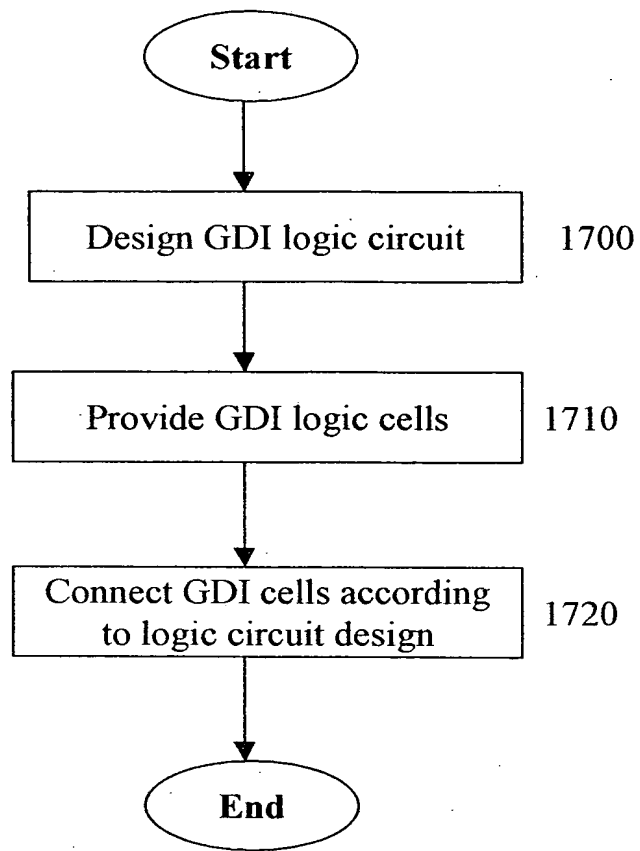 Start
Design GDI logic circuit 1700
Provide GDI logic cells 1710
Connect GDI cells according
to logic circuit design 1720
End